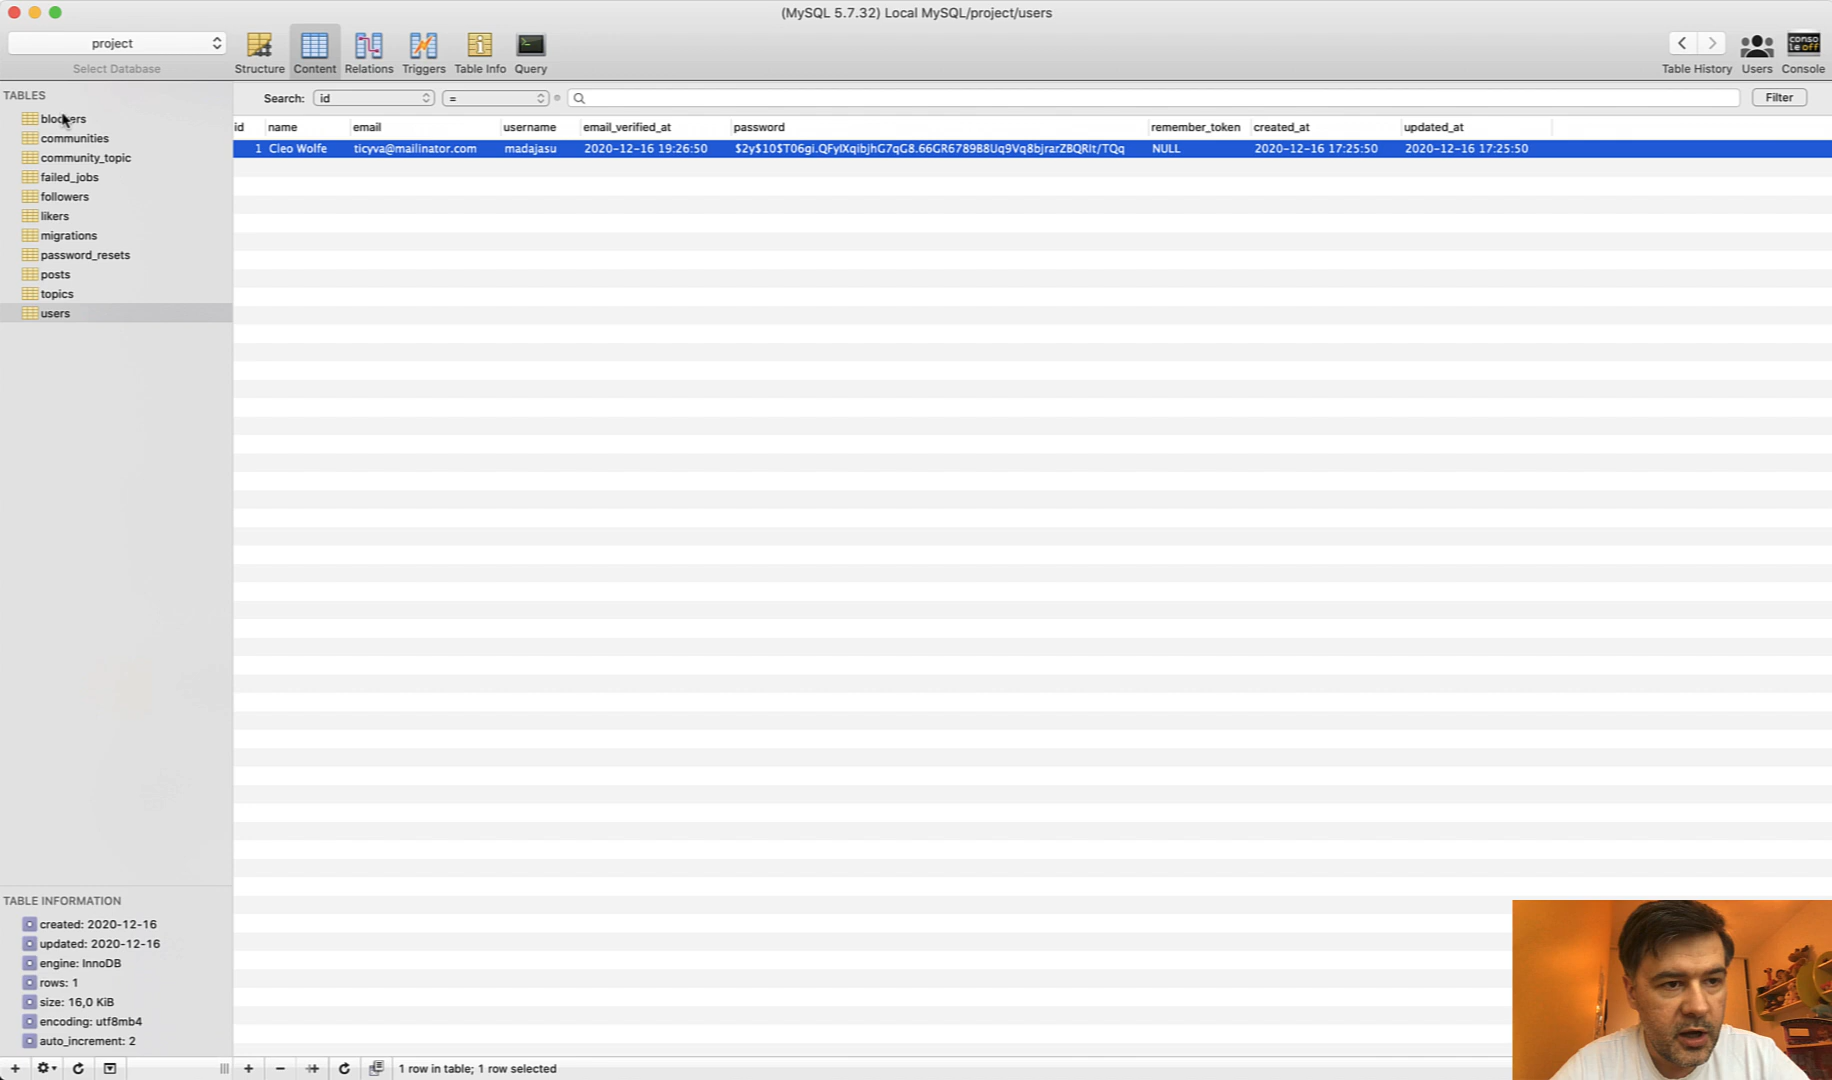 (MySQL 5.7.32) Local MySQL/project/users
project
Select Database
Structure
Content
Relations
Triggers
Table Info
Query
Table History
Users
Console
conso
le off
TABLES
blockers
communities
community_topic
failed_jobs
followers
likers
migrations
password_resets
posts
topics
users
Search: id =
Filter
id name email username email_verified_at password remember_token created_at updated_at
1 Cleo Wolfe ticyva@mailinator.com madajasu 2020-12-16 19:26:50 NULL 2020-12-16 17:25:50 2020-12-16 17:25:50
TABLE INFORMATION
created: 2020-12-16
updated: 2020-12-16
engine: InnoDB
rows: 1
size: 16,0 KiB
encoding: utf8mb4
auto_increment: 2
1 row in table; 1 row selected